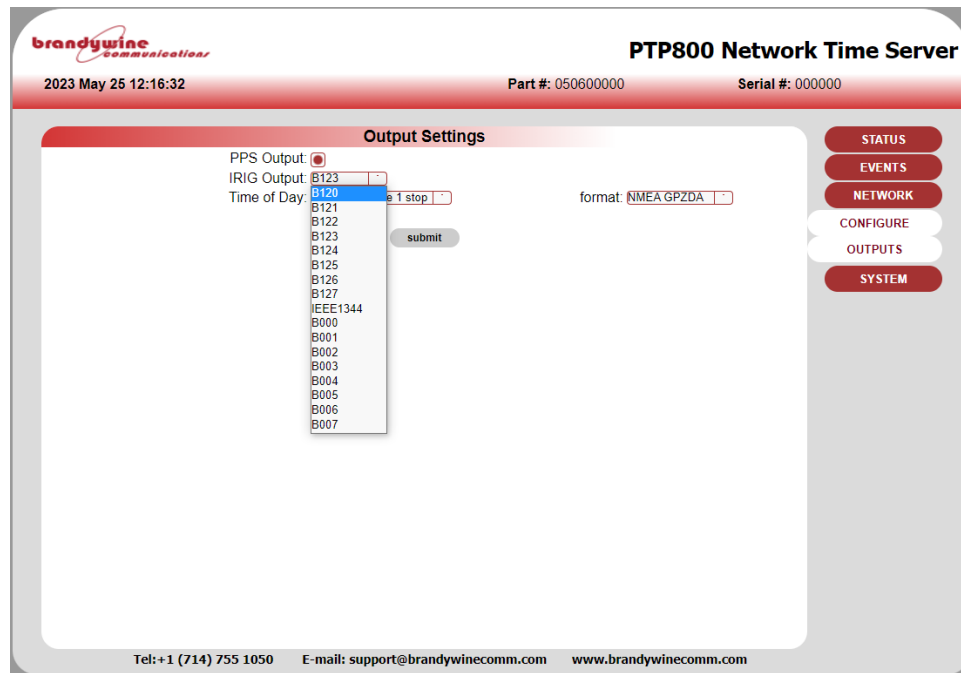 brandywine
communications
PTP800 Network Time Server
2023 May 25 12:16:32 Part #: 050600000 Serial #: 000000
Output Settings
PPS Output:
IRIG Output: B123
Time of Day: e 1 stop format: NMEA GPZDA
B120
B121
B122
B123
B124
B125
B126
B127
IEEE1344
B000
B001
B002
B003
B004
B005
B006
B007
submit
STATUS
EVENTS
NETWORK
CONFIGURE
OUTPUTS
SYSTEM
Tel:+1 (714) 755 1050 E-mail: support@brandywinecomm.com www.brandywinecomm.com